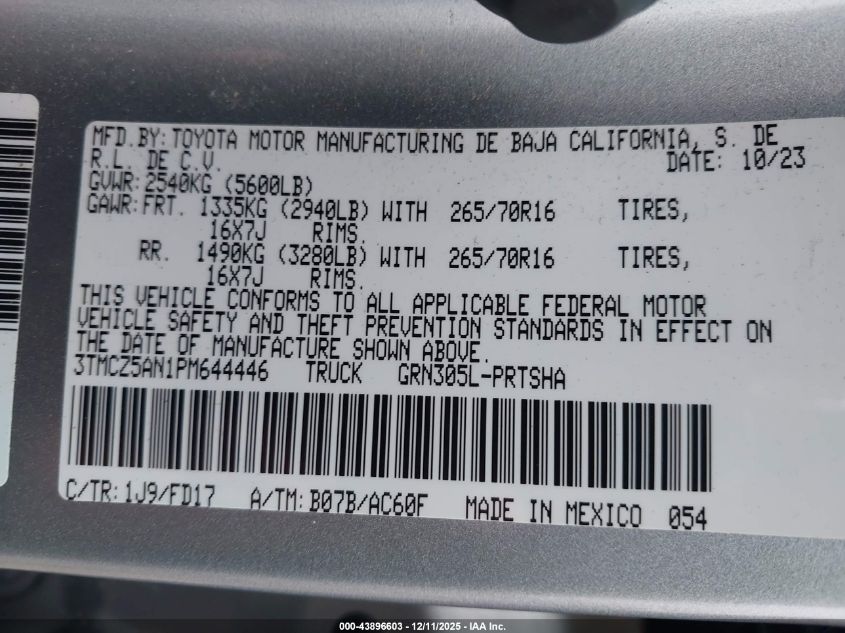 MFD.BY:TOYOTA MOTOR MANUFACTURING DE BAJA CALIFORNIA, S. DE
R.L. DE C.V. DATE: 10/23
GVWR:2540KG (5600LB)
GAWR:FRT. 1335KG (2940LB) WITH 265/70R16 TIRES,
16X7J RIMS.
RR. 1490KG (3280LB) WITH 265/70R16 TIRES,
16X7J RIMS.
THIS VEHICLE CONFORMS TO ALL APPLICABLE FEDERAL MOTOR
VEHICLE SAFETY AND THEFT PREVENTION STANDARDS IN EFFECT ON
THE DATE OF MANUFACTURE SHOWN ABOVE.
3TMCZ5AN1PM644446 TRUCK GRN305L-PRTSHA
C/TR:1J9/FD17 A/TM:B07B/AC60F MADE IN MEXICO 054
000-43896603 - 12/11/2025 - IAA Inc.